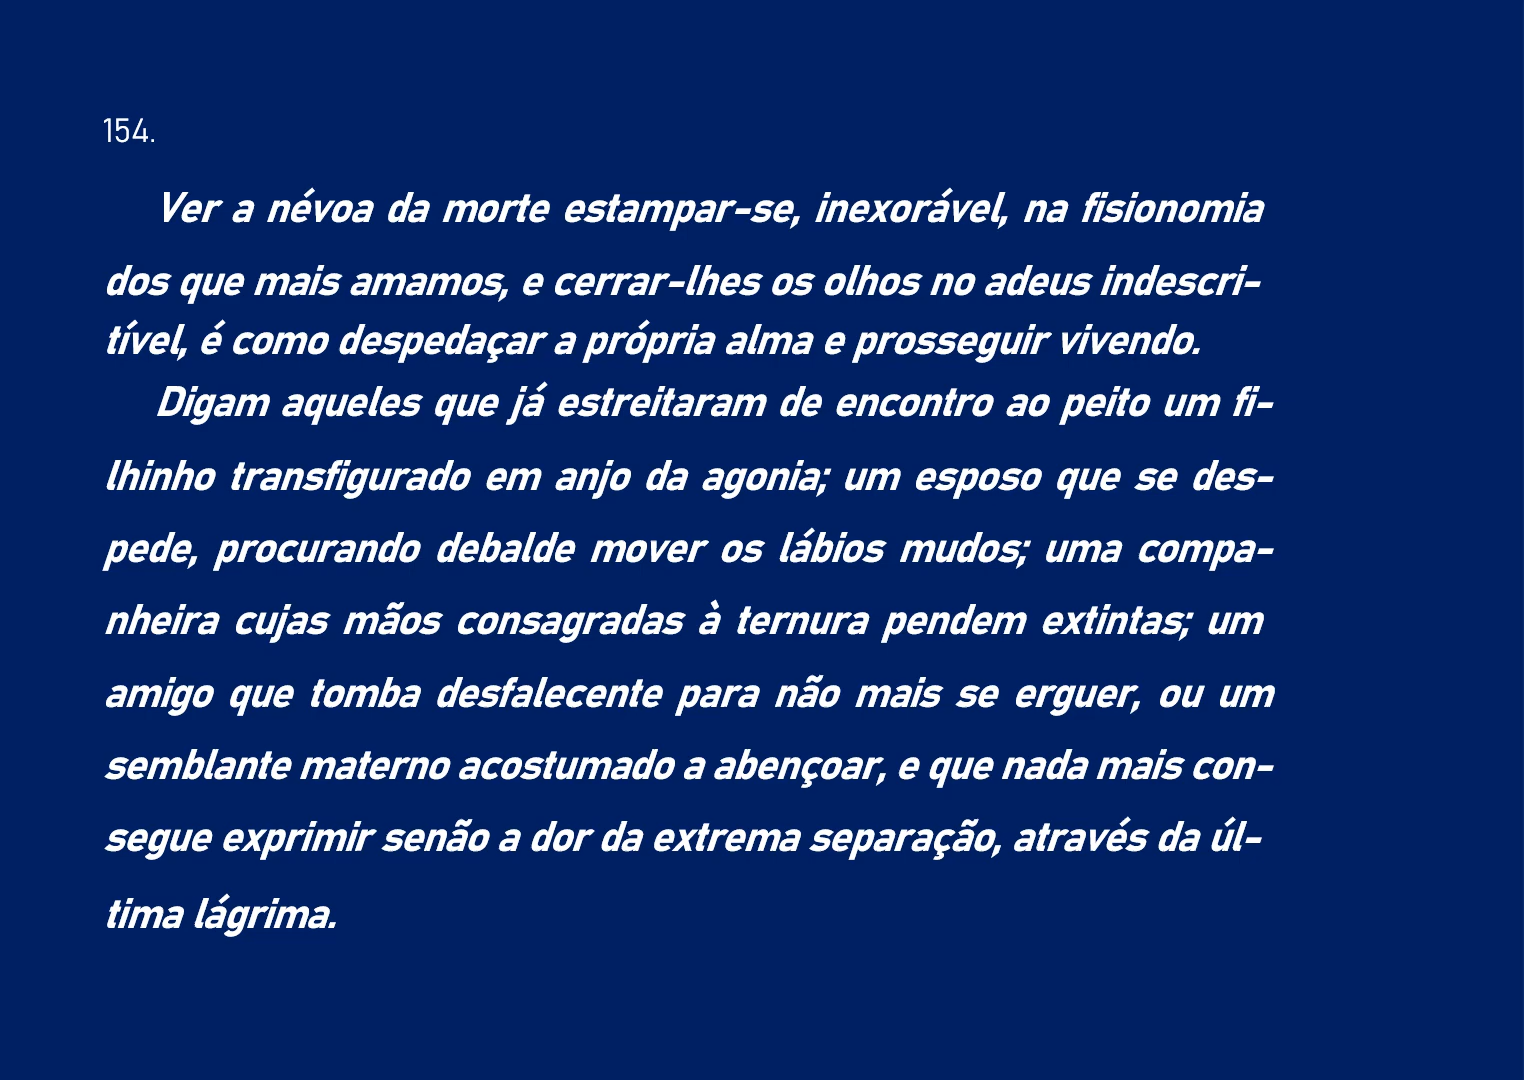 154.
Ver a névoa da morte estampar-se, inexorável, na fisionomia
dos que mais amamos, e cerrar-lhes os olhos no adeus indescri-
tível, é como despedaçar a própria alma e prosseguir vivendo.
Digam aqueles que já estreitaram de encontro ao peito um fi-
lhinho transfigurado em anjo da agonia; um esposo que se des-
pede, procurando debalde mover os lábios mudos; uma compa-
nheira cujas mãos consagradas à ternura pendem extintas; um
amigo que tomba desfalecente para não mais se erguer, ou um
semblante materno acostumado a abençoar, e que nada mais con-
segue exprimir senão a dor da extrema separação, através da úl-
tima lágrima.